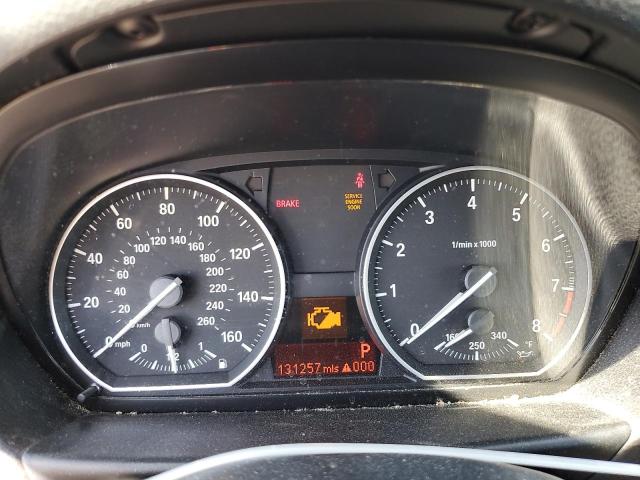 0 mph 20 40 60 80 100 120 140 160
20 40 60 80 100 120 140 160 180 200 220 240 260
km/h
0 1/2 1
BRAKE
SERVICE ENGINE SOON
P
131257 mls 000
0 1 2 3 4 5 6 7 8
1/min x 1000
160 250 340 °F